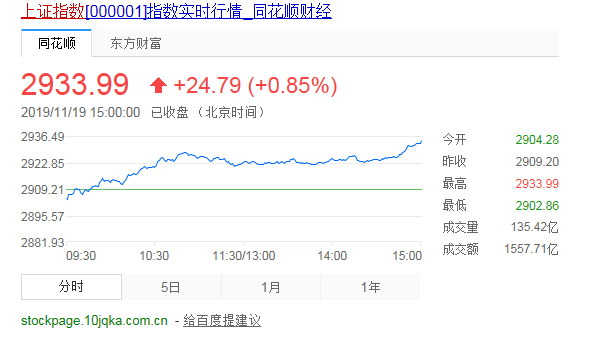 上证指数[000001]指数实时行情_同花顺财经
同花顺 东方财富
2933.99 +24.79 (+0.85%)
2019/11/19 15:00:00 已收盘 （北京时间）
2936.49
2922.85
2909.21
2895.57
2881.93
09:30 10:30 11:30/13:00 14:00 15:00
今开 2904.28
昨收 2909.20
最高 2933.99
最低 2902.86
成交量 135.42亿
成交额 1557.71亿
分时 5日 1月 1年
stockpage.10jqka.com.cn - 给百度提建议